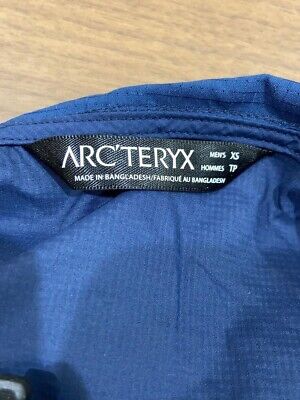 ARC'TERYX MEN'S XS
HOMMES TP
MADE IN BANGLADESH/FABRIQUÉ AU BANGLADESH